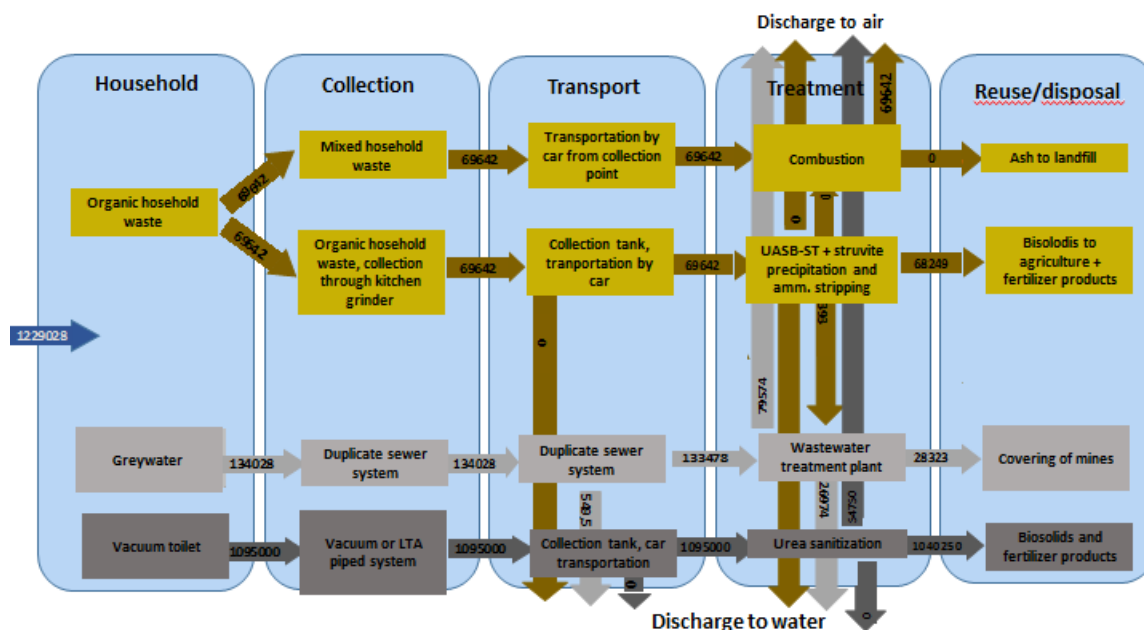 Discharge to air
Household
Collection
Transport
Treatment
Reuse/disposal
69642
Mixed hosehold
waste
69642
Transportation by
car from collection
point
69642
Combustion
0
Ash to landfill
69642
Organic hosehold
waste
69642
0
0
Organic hosehold
waste, collection
through kitchen
grinder
69642
Collection tank,
tranportation by
car
69642
UASB-ST + struvite
precipitation and
amm. stripping
68249
Bisolodis to
agriculture +
fertilizer products
1229028
0
79574
Greywater
134028
Duplicate sewer
system
134028
Duplicate sewer
system
133478
Wastewater
treatment plant
28323
Covering of mines
26974
54750
Vacuum toilet
1095000
Vacuum or LTA
piped system
1095000
Collection tank, car
transportation
1095000
Urea sanitization
1040250
Biosolids and
fertilizer products
0
0
Discharge to water